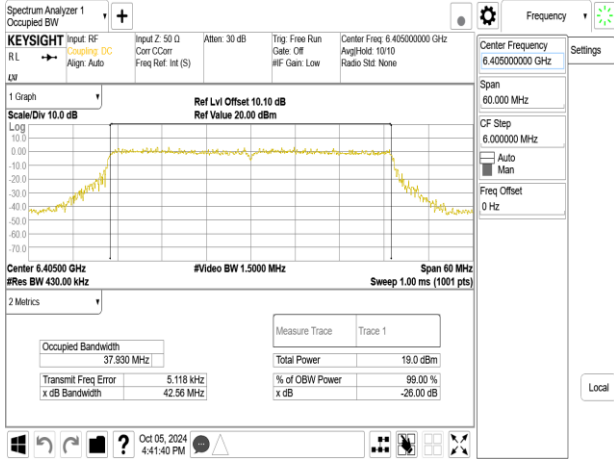 Spectrum Analyzer 1
Occupied BW
+
Frequency
KEYSIGHT
RL
LXI
Input: RF
Coupling: DC
Align: Auto
Input Z: 50 Ω
Corr CCorr
Freq Ref: Int (S)
Atten: 30 dB
Trig: Free Run
Gate: Off
#IF Gain: Low
Center Freq: 6.405000000 GHz
Avg|Hold: 10/10
Radio Std: None
Center Frequency
6.405000000 GHz
Settings
Span
60.000 MHz
CF Step
6.000000 MHz
Auto
Man
Freq Offset
0 Hz
Local
1 Graph
Scale/Div 10.0 dB
Ref Lvl Offset 10.10 dB
Ref Value 20.00 dBm
Log
10.0
0.00
-10.0
-20.0
-30.0
-40.0
-50.0
-60.0
-70.0
Center 6.40500 GHz
#Res BW 430.00 kHz
#Video BW 1.5000 MHz
Span 60 MHz
Sweep 1.00 ms (1001 pts)
2 Metrics
Measure Trace Trace 1
Occupied Bandwidth
37.930 MHz
Total Power 19.0 dBm
Transmit Freq Error 5.118 kHz
% of OBW Power 99.00 %
x dB Bandwidth 42.56 MHz
x dB -26.00 dB
?
Oct 05, 2024
4:41:40 PM